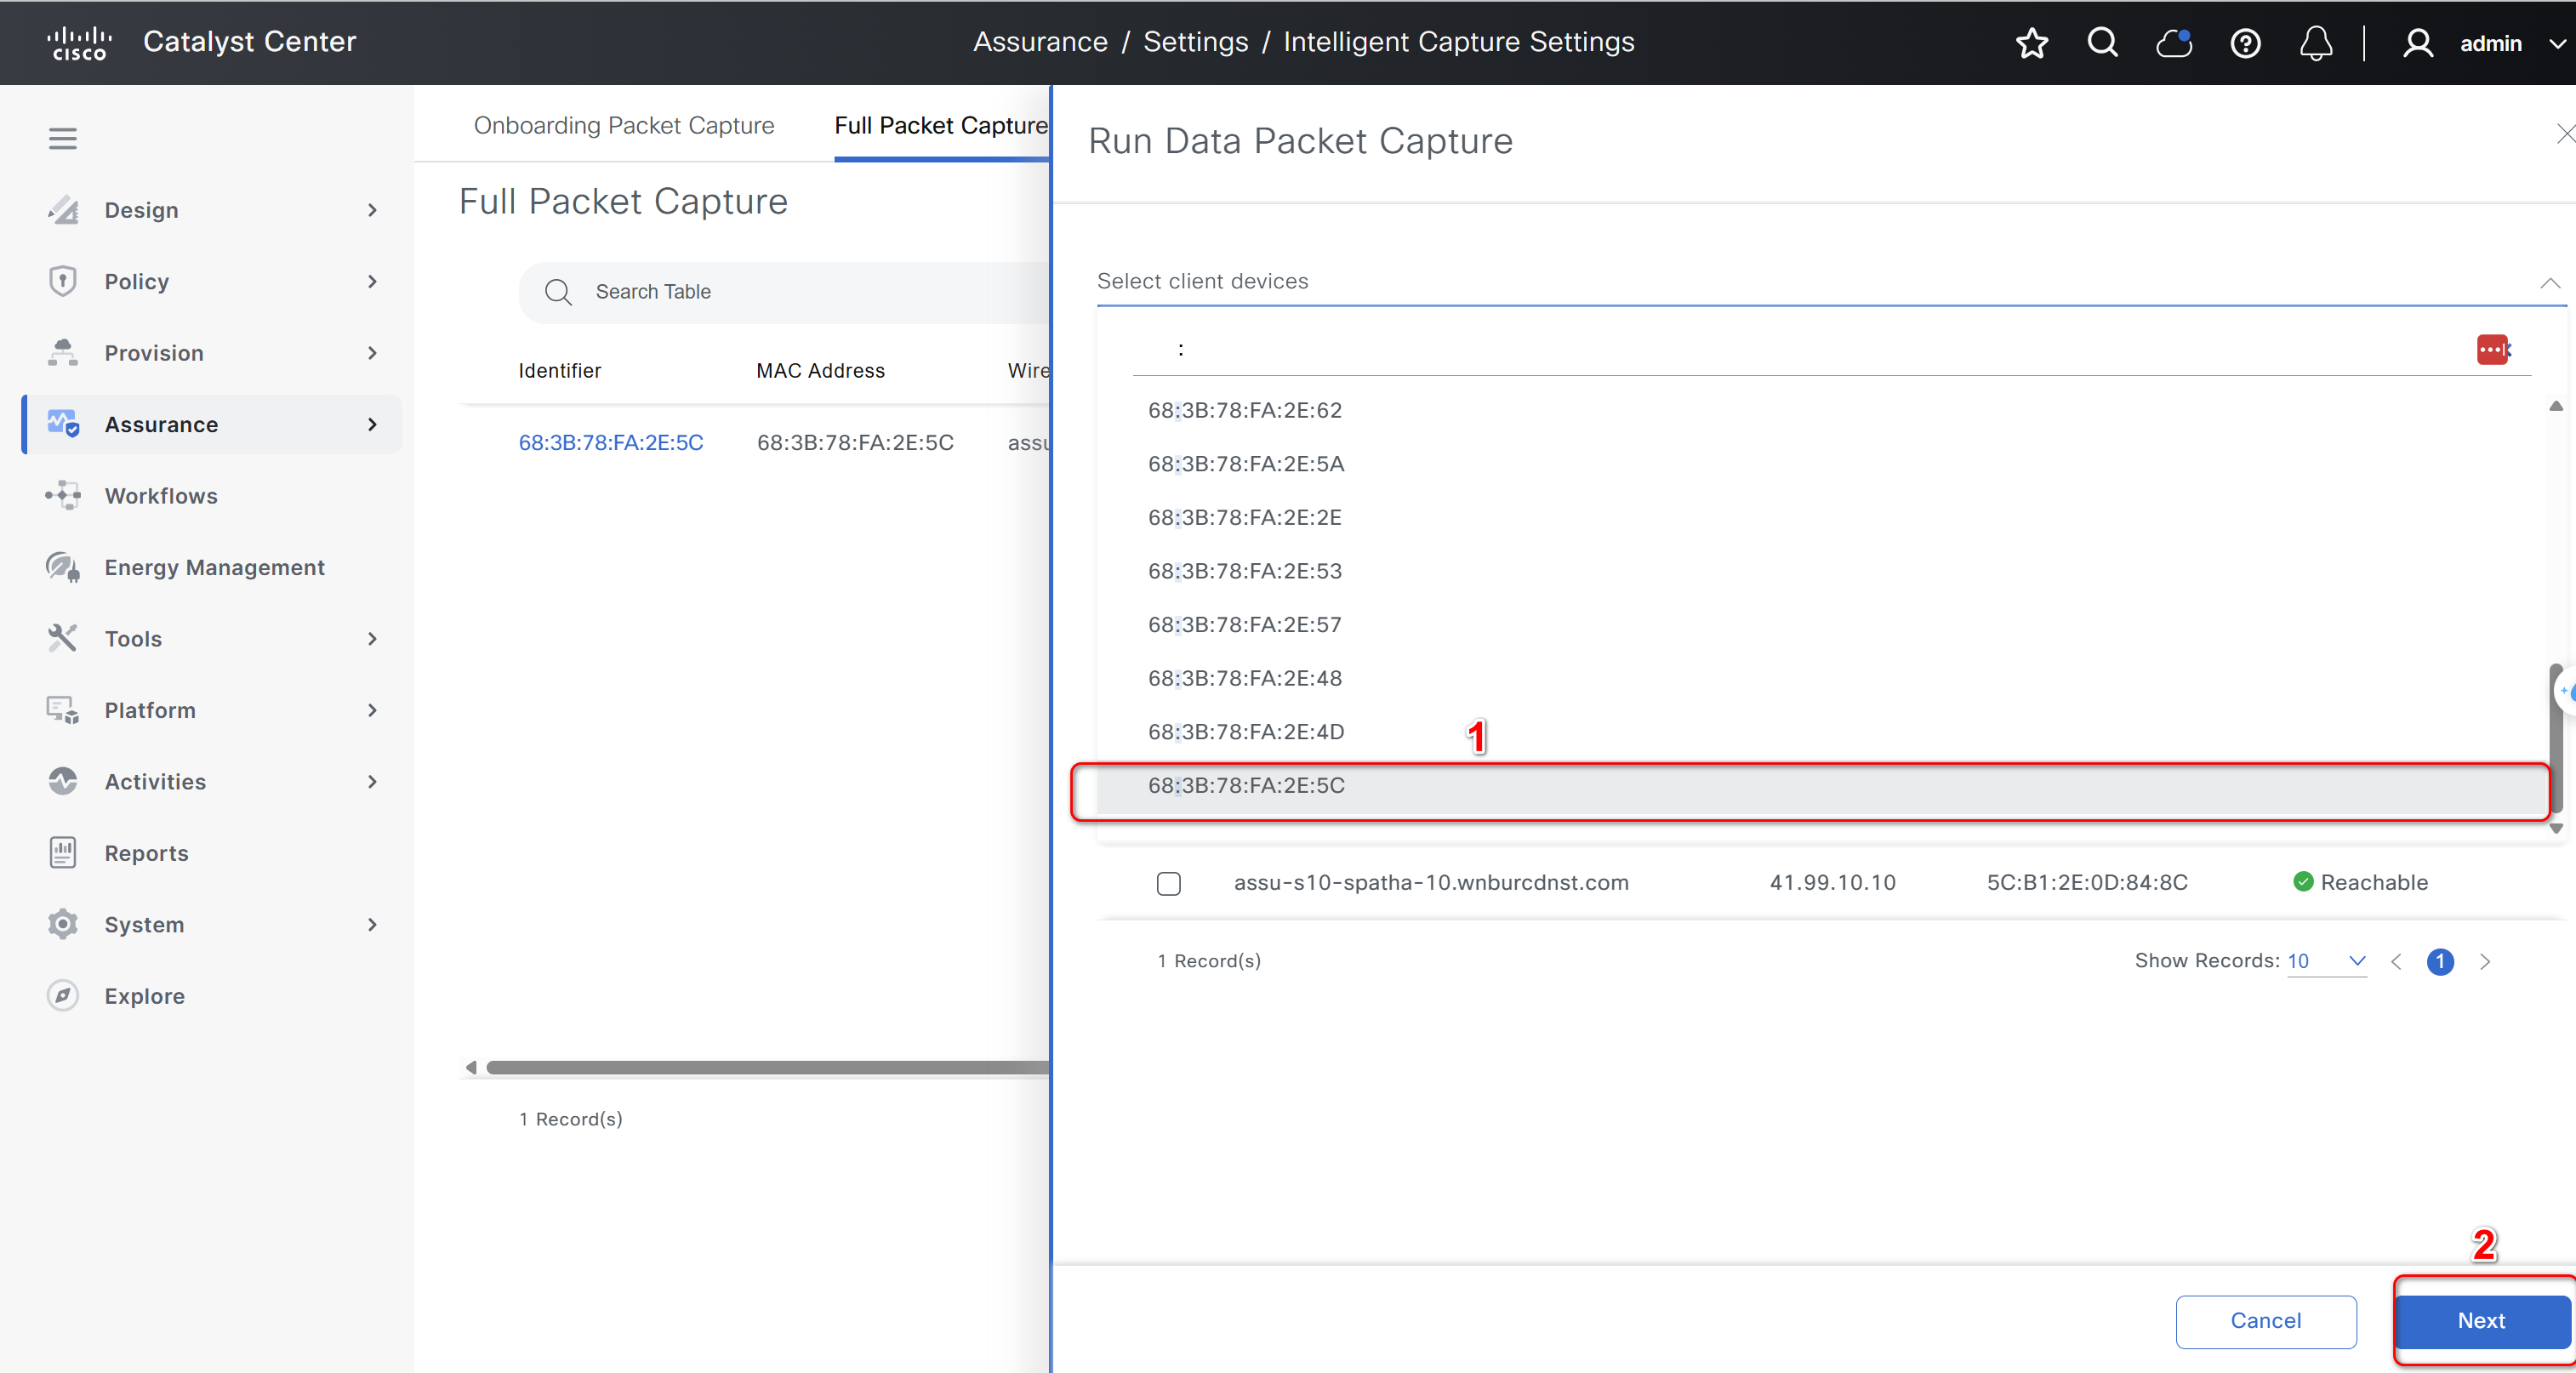 CISCO Catalyst Center
Assurance / Settings / Intelligent Capture Settings
admin
Design
Policy
Provision
Assurance
Workflows
Energy Management
Tools
Platform
Activities
Reports
System
Explore
Onboarding Packet Capture Full Packet Capture
Full Packet Capture
Search Table
Identifier MAC Address Wire
68:3B:78:FA:2E:5C 68:3B:78:FA:2E:5C assu
1 Record(s)
Run Data Packet Capture
Select client devices
:
68:3B:78:FA:2E:62
68:3B:78:FA:2E:5A
68:3B:78:FA:2E:2E
68:3B:78:FA:2E:53
68:3B:78:FA:2E:57
68:3B:78:FA:2E:48
68:3B:78:FA:2E:4D
1
68:3B:78:FA:2E:5C
assu-s10-spatha-10.wnburcdnst.com 41.99.10.10 5C:B1:2E:0D:84:8C Reachable
1 Record(s) Show Records: 10 1
2
Cancel Next